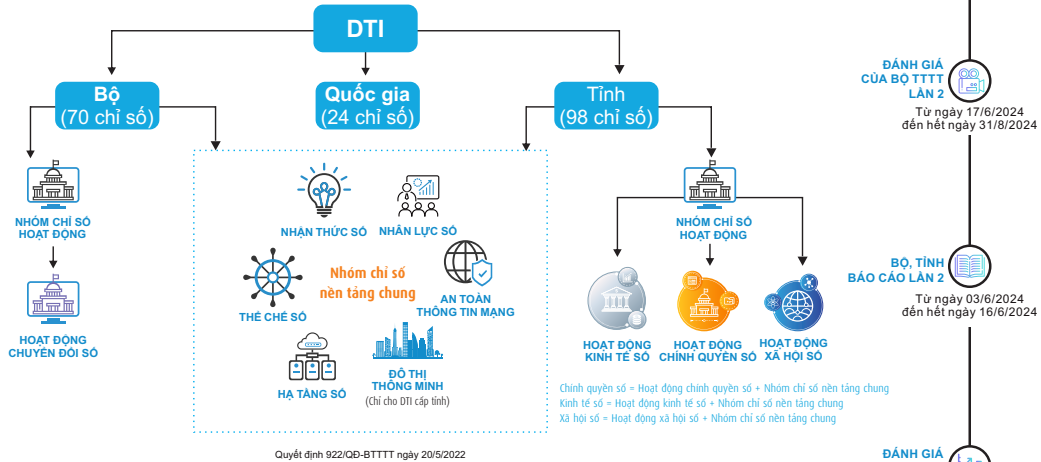 DTI
Bộ
(70 chỉ số)
Quốc gia
(24 chỉ số)
Tỉnh
(98 chỉ số)
NHÓM CHỈ SỐ
HOẠT ĐỘNG
HOẠT ĐỘNG
CHUYỂN ĐỔI SỐ
NHẬN THỨC SỐ
NHÂN LỰC SỐ
Nhóm chỉ số
nền tảng chung
THỂ CHẾ SỐ
AN TOÀN
THÔNG TIN MẠNG
HẠ TẦNG SỐ
ĐÔ THỊ
THÔNG MINH
(Chỉ cho DTI cấp tỉnh)
NHÓM CHỈ SỐ
HOẠT ĐỘNG
HOẠT ĐỘNG
KINH TẾ SỐ
HOẠT ĐỘNG
CHÍNH QUYỀN SỐ
HOẠT ĐỘNG
XÃ HỘI SỐ
Chính quyền số = Hoạt động chính quyền số + Nhóm chỉ số nền tảng chung
Kinh tế số = Hoạt động kinh tế số + Nhóm chỉ số nền tảng chung
Xã hội số = Hoạt động xã hội số + Nhóm chỉ số nền tảng chung
Quyết định 922/QĐ-BTTTT ngày 20/5/2022
ĐÁNH GIÁ
CỦA BỘ TTTT
LẦN 2
Từ ngày 17/6/2024
đến hết ngày 31/8/2024
BỘ, TỈNH
BÁO CÁO LẦN 2
Từ ngày 03/6/2024
đến hết ngày 16/6/2024
ĐÁNH GIÁ